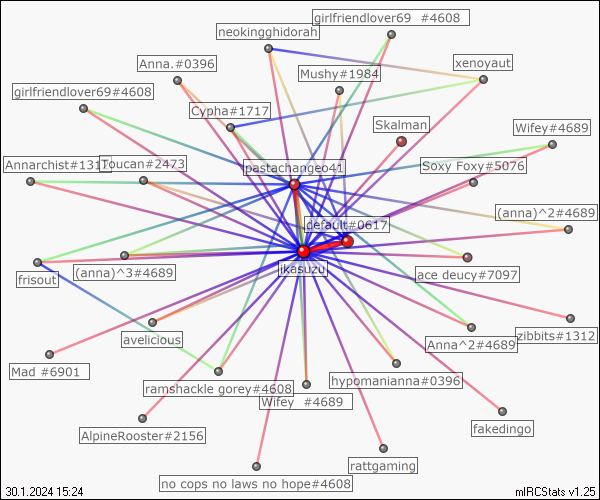 girlfriendlover69 #4608
neokingghidorah
Anna.#0396
Mushy#1984
xenoyaut
girlfriendlover69#4608
Cypha#1717
Skalman
Wifey#4689
Toucan#2473
pastachangeo41
Soxy Foxy#5076
default#0617
(anna)^2#4689
ikasuzu
(anna)^3#4689
frisout
ace deucy#7097
avelicious
Anna^2#4689
zibbits#1312
Mad #6901
ramshackle gorey#4608
Wifey #4689
hypomanianna#0396
AlpineRooster#2156
fakedingo
no cops no laws no hope#4608
rattgaming
30.1.2024 15:24
mIRCStats v1.25